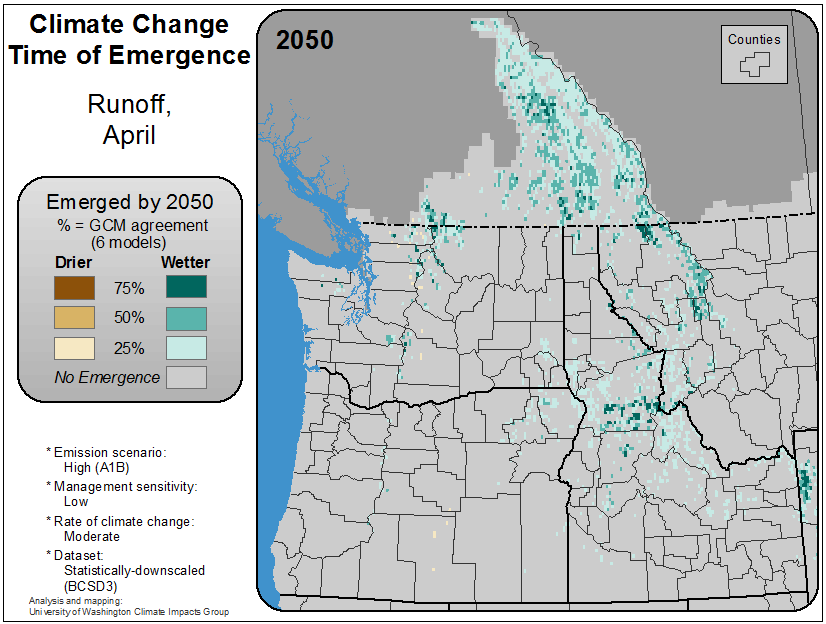 Climate Change
Time of Emergence
Runoff,
April
Emerged by 2050
% = GCM agreement
(6 models)
Drier Wetter
75%
50%
25%
No Emergence
* Emission scenario:
High (A1B)
* Management sensitivity:
Low
* Rate of climate change:
Moderate
* Dataset:
Statistically-downscaled
(BCSD3)
Analysis and mapping:
University of Washington Climate Impacts Group
2050
Counties